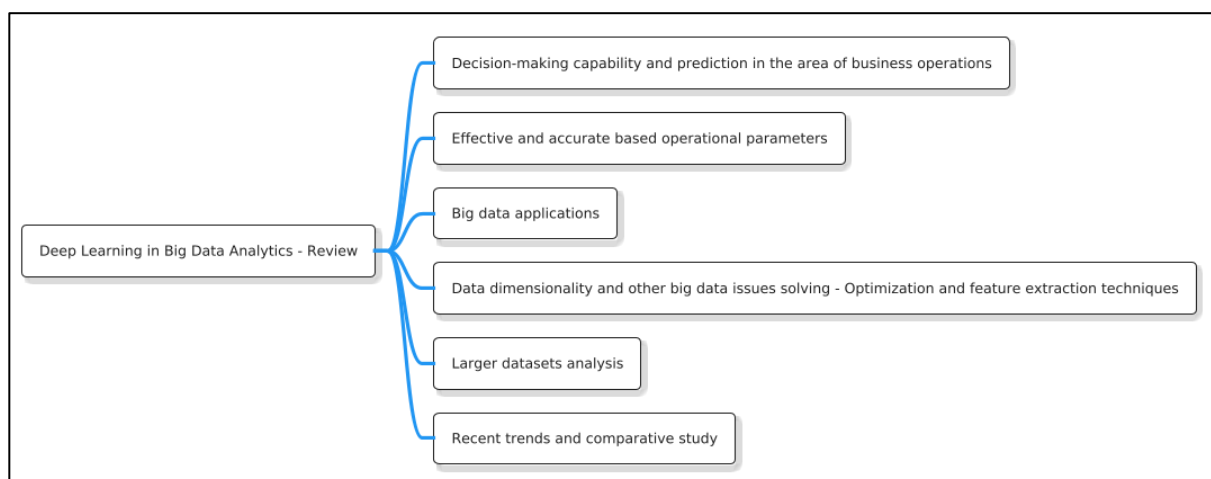 Decision-making capability and prediction in the area of business operations
Effective and accurate based operational parameters
Big data applications
Deep Learning in Big Data Analytics - Review
Data dimensionality and other big data issues solving - Optimization and feature extraction techniques
Larger datasets analysis
Recent trends and comparative study